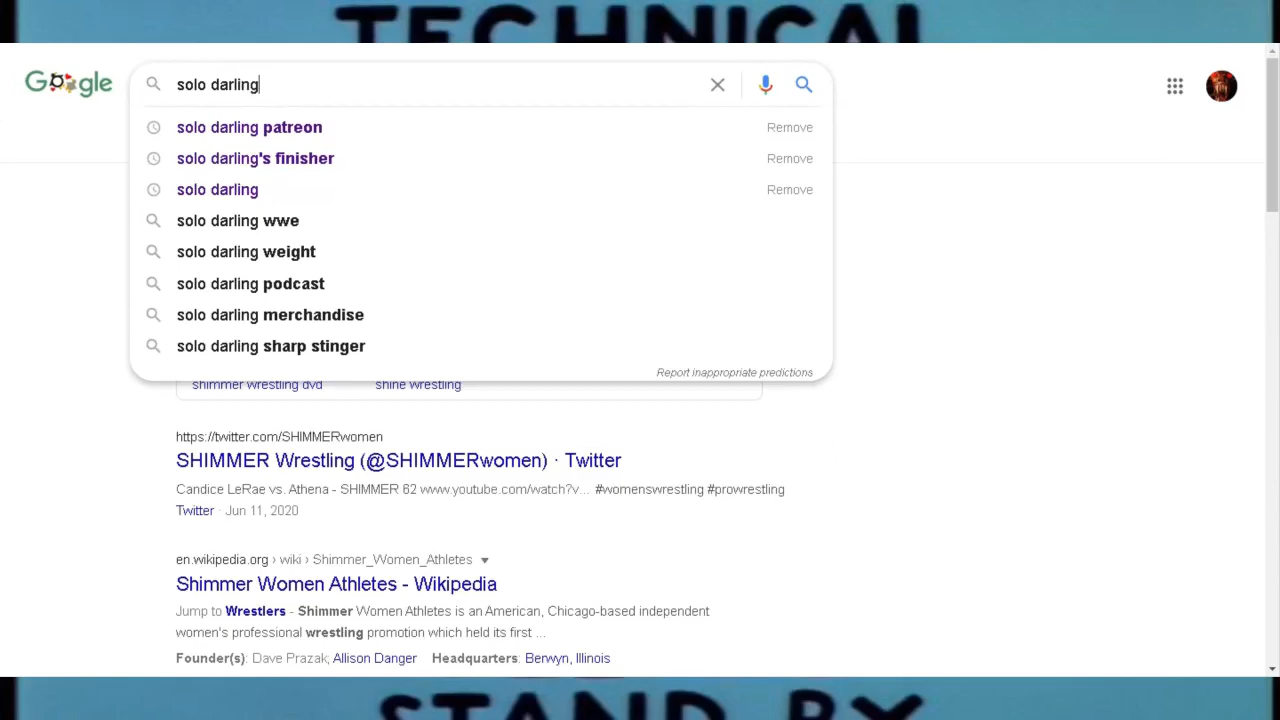 TECHNICAL
Google
solo darling
solo darling patreon Remove
solo darling's finisher Remove
solo darling Remove
solo darling wwe
solo darling weight
solo darling podcast
solo darling merchandise
solo darling sharp stinger
Report inappropriate predictions
shimmer wrestling dvd shine wrestling
https://twitter.com/SHIMMERwomen
SHIMMER Wrestling (@SHIMMERwomen) · Twitter
Candice LeRae vs. Athena - SHIMMER 62 www.youtube.com/watch?v... #womenswrestling #prowrestling
Twitter · Jun 11, 2020
en.wikipedia.org › wiki › Shimmer_Women_Athletes
Shimmer Women Athletes - Wikipedia
Jump to Wrestlers - Shimmer Women Athletes is an American, Chicago-based independent
women's professional wrestling promotion which held its first ...
Founder(s): Dave Prazak; Allison Danger Headquarters: Berwyn, Illinois
STAND BY